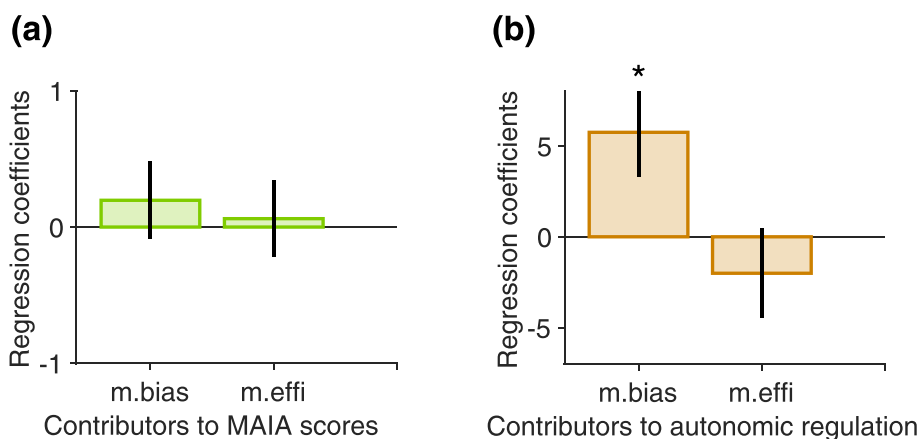 (a)
Regression coefficients
1
0
-1
m.bias m.effi
Contributors to MAIA scores
(b)
Regression coefficients
*
5
0
-5
m.bias m.effi
Contributors to autonomic regulation